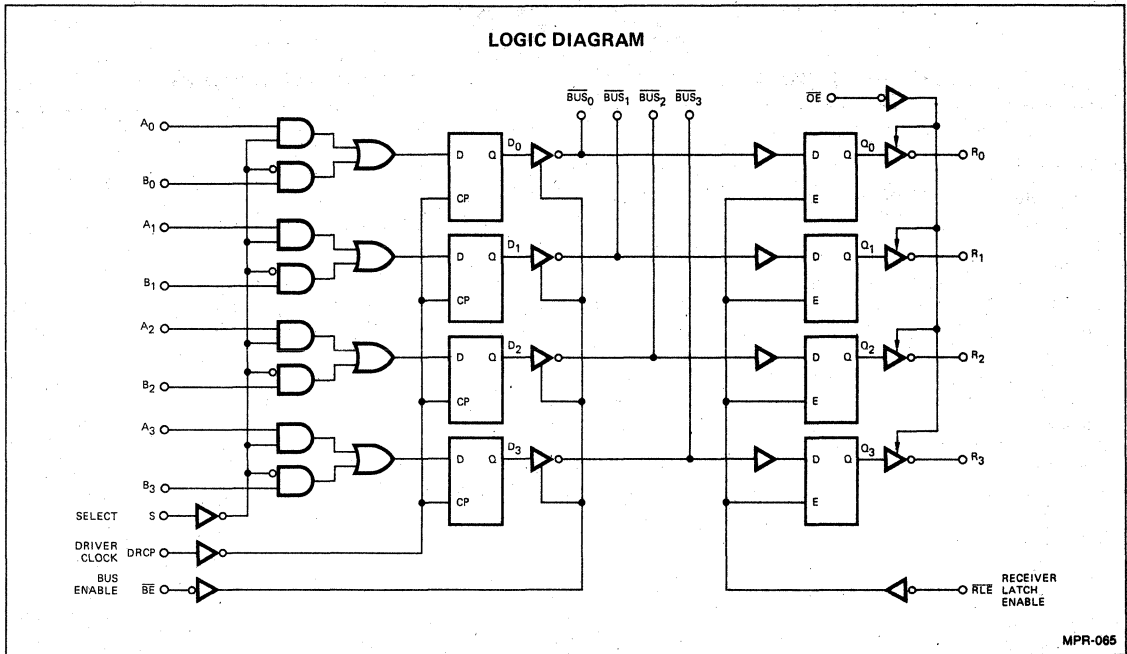 LOGIC DIAGRAM
BUS0 BUS1 BUS2 BUS3 OE
A0
B0
D Q D0
CP
D Q Q0
E
R0
A1
B1
D Q D1
CP
D Q Q1
E
R1
A2
B2
D Q D2
CP
D Q Q2
E
R2
A3
B3
D Q D3
CP
D Q Q3
E
R3
SELECT S
DRIVER
CLOCK DRCP
BUS
ENABLE BE
RLE RECEIVER
LATCH
ENABLE
MPR-065